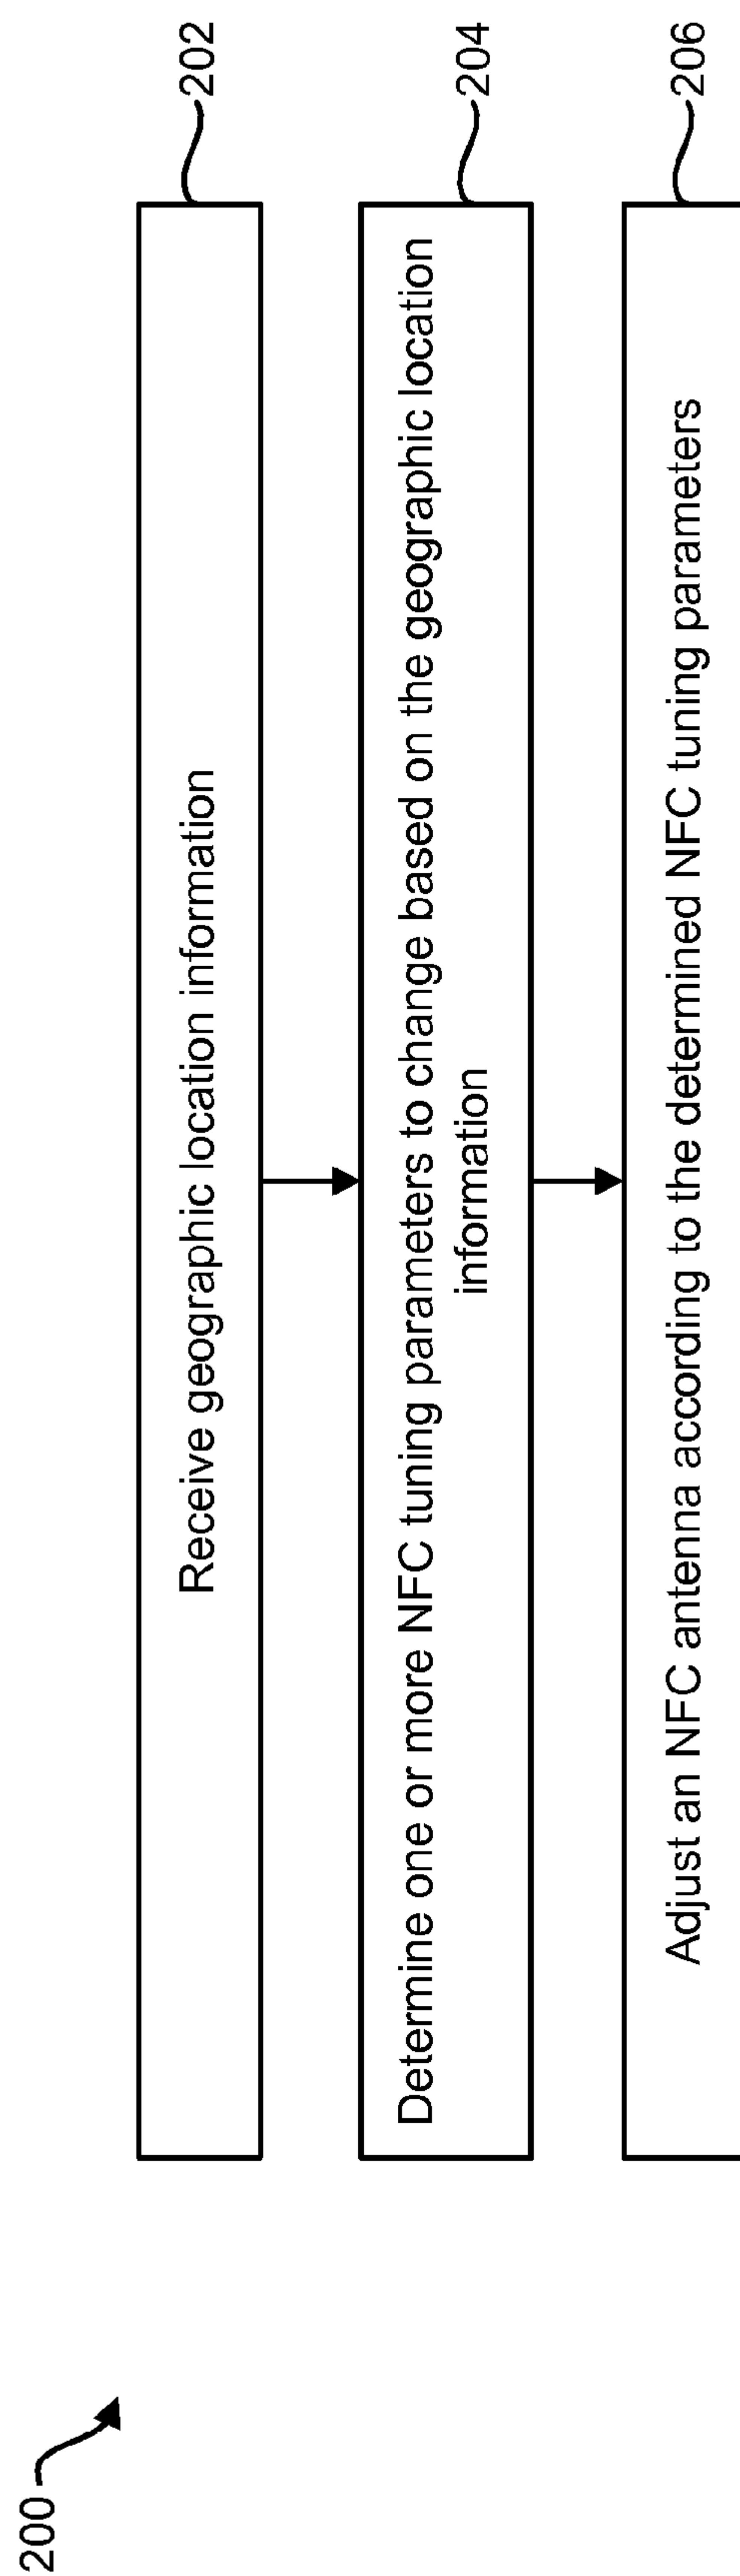 200
Receive geographic location information
202
Determine one or more NFC tuning parameters to change based on the geographic location
information
204
Adjust an NFC antenna according to the determined NFC tuning parameters
206